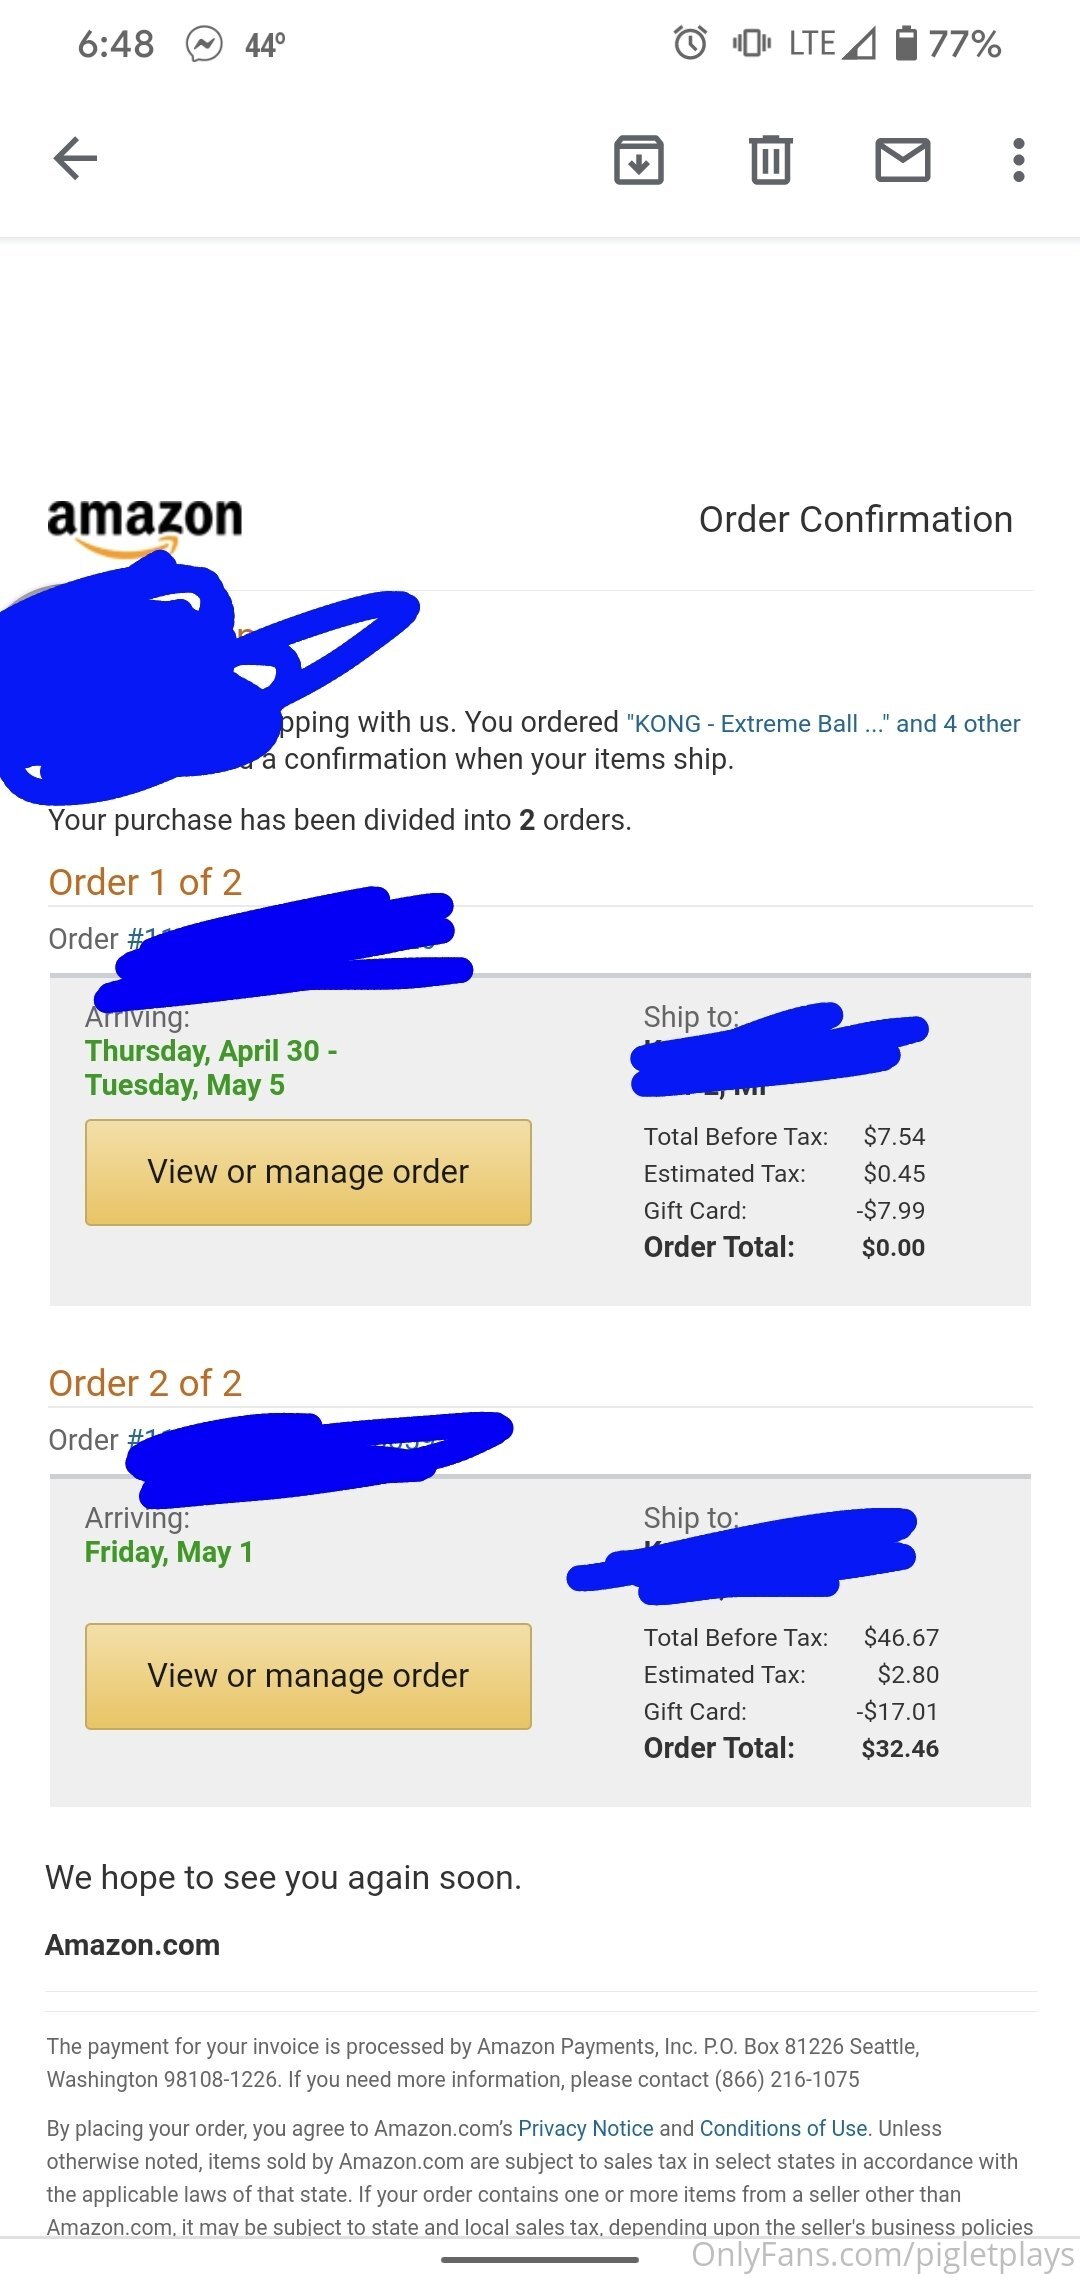 6:48 44° LTE 77%
amazon
Order Confirmation
with us. You ordered "KONG - Extreme Ball ..." and 4 other
a confirmation when your items ship.
Your purchase has been divided into 2 orders.
Order 1 of 2
Order
Arriving:
Thursday, April 30 -
Tuesday, May 5
View or manage order
Ship to:
Total Before Tax: $7.54
Estimated Tax: $0.45
Gift Card: -$7.99
Order Total: $0.00
Order 2 of 2
Order
Arriving:
Friday, May 1
View or manage order
Ship to:
Total Before Tax: $46.67
Estimated Tax: $2.80
Gift Card: -$17.01
Order Total: $32.46
We hope to see you again soon.
Amazon.com
The payment for your invoice is processed by Amazon Payments, Inc. P.O. Box 81226 Seattle,
Washington 98108-1226. If you need more information, please contact (866) 216-1075
By placing your order, you agree to Amazon.com's Privacy Notice and Conditions of Use. Unless
otherwise noted, items sold by Amazon.com are subject to sales tax in select states in accordance with
the applicable laws of that state. If your order contains one or more items from a seller other than
Amazon.com, it may be subject to state and local sales tax, depending upon the seller's business policies
OnlyFans.com/pigletplays